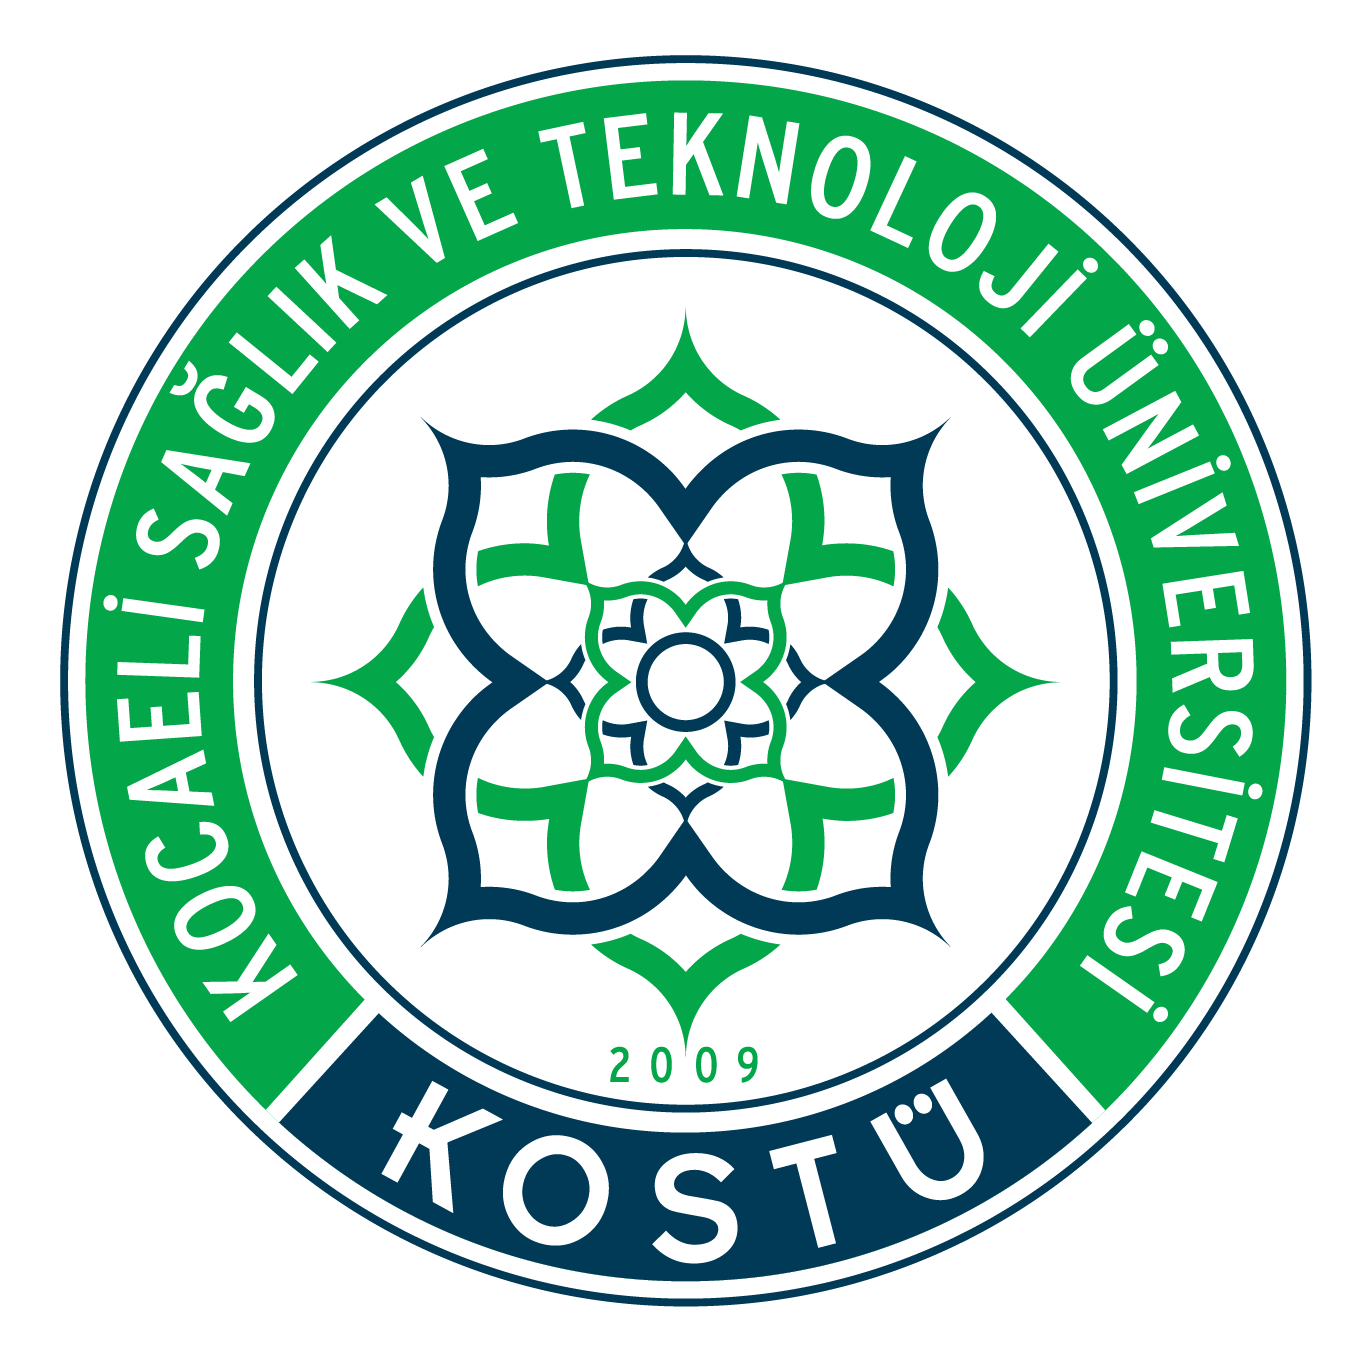 KOCAELİ SAĞLIK VE TEKNOLOJİ ÜNİVERSİTESİ
2009
KOSTÜ